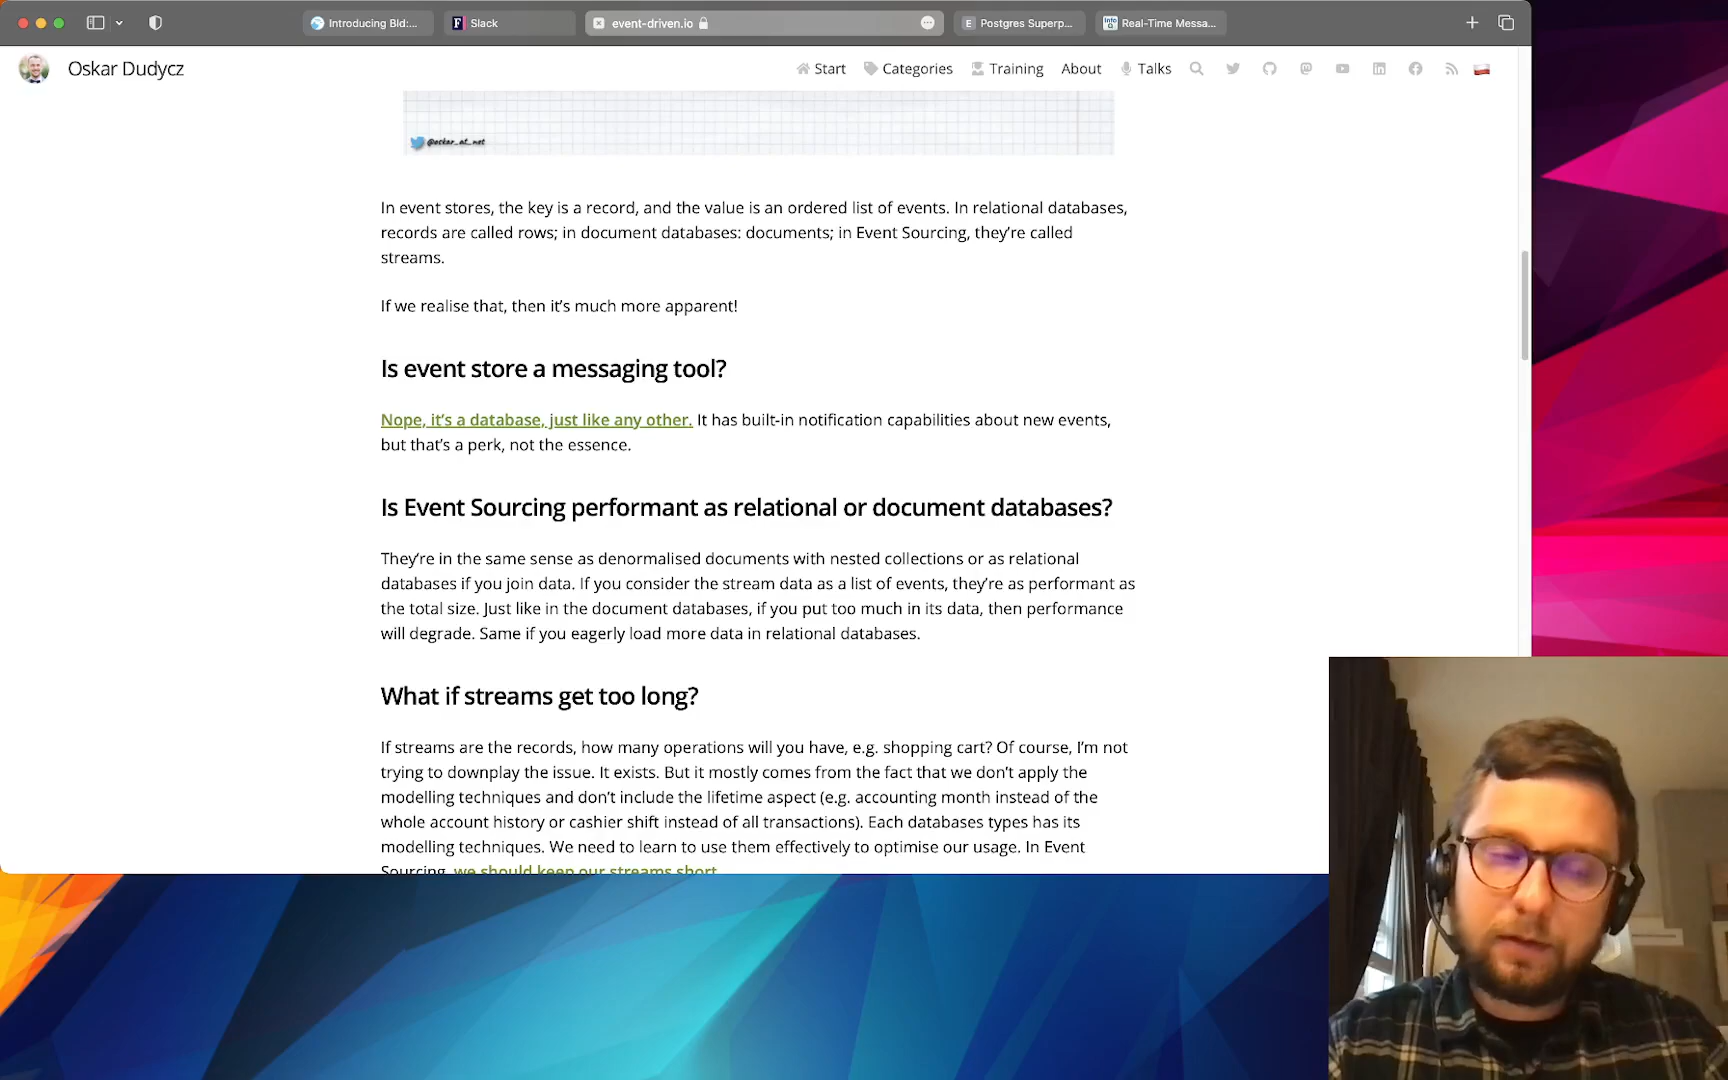 Introducing Bld:...
Slack
event-driven.io
E Postgres Superp...
Real-Time Messa...
Oskar Dudycz
Start
Categories
Training
About
Talks
@oskar_at_net
In event stores, the key is a record, and the value is an ordered list of events. In relational databases,
records are called rows; in document databases: documents; in Event Sourcing, they’re called
streams.
If we realise that, then it’s much more apparent!
Is event store a messaging tool?
Nope, it’s a database, just like any other. It has built-in notification capabilities about new events,
but that’s a perk, not the essence.
Is Event Sourcing performant as relational or document databases?
They’re in the same sense as denormalised documents with nested collections or as relational
databases if you join data. If you consider the stream data as a list of events, they’re as performant as
the total size. Just like in the document databases, if you put too much in its data, then performance
will degrade. Same if you eagerly load more data in relational databases.
What if streams get too long?
If streams are the records, how many operations will you have, e.g. shopping cart? Of course, I’m not
trying to downplay the issue. It exists. But it mostly comes from the fact that we don’t apply the
modelling techniques and don’t include the lifetime aspect (e.g. accounting month instead of the
whole account history or cashier shift instead of all transactions). Each databases types has its
modelling techniques. We need to learn to use them effectively to optimise our usage. In Event
Sourcing, we should keep our streams short